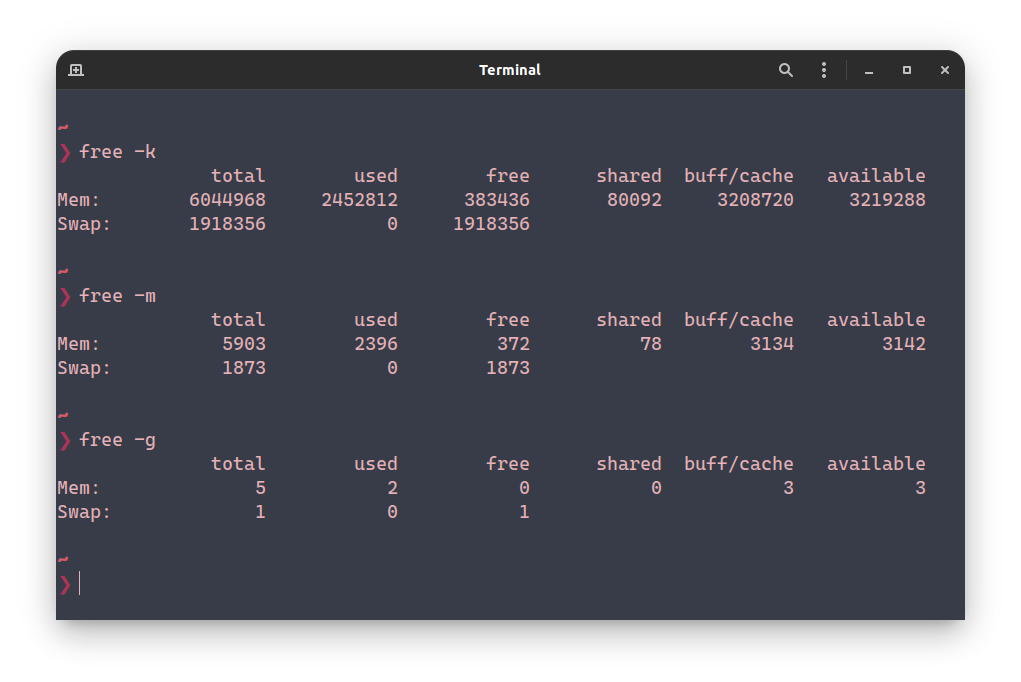 Terminal
~
❯ free -k
total used free shared buff/cache available
Mem: 6044968 2452812 383436 80092 3208720 3219288
Swap: 1918356 0 1918356
~
❯ free -m
total used free shared buff/cache available
Mem: 5903 2396 372 78 3134 3142
Swap: 1873 0 1873
~
❯ free -g
total used free shared buff/cache available
Mem: 5 2 0 0 3 3
Swap: 1 0 1
~
❯